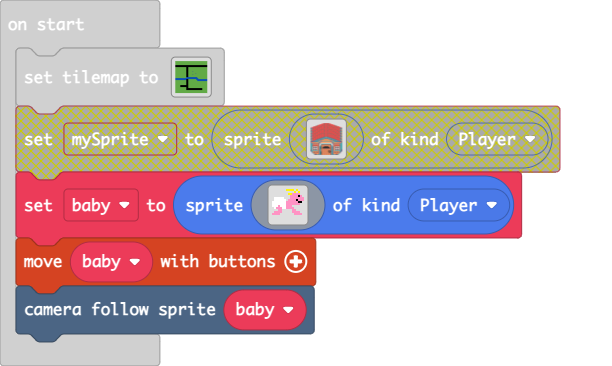 on start
set tilemap to
set mySprite to sprite of kind Player
set baby to sprite of kind Player
move baby with buttons
camera follow sprite baby